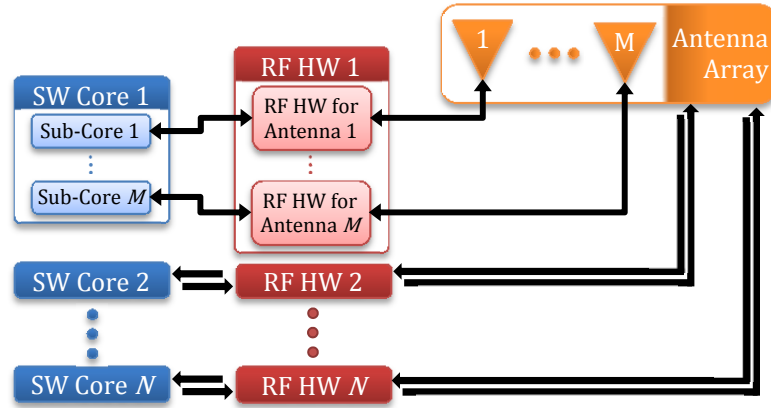 1
M
Antenna
Array
RF HW 1
SW Core 1
RF HW for
Antenna 1
Sub-Core 1
Sub-Core M
RF HW for
Antenna M
SW Core 2
RF HW 2
SW Core N
RF HW N